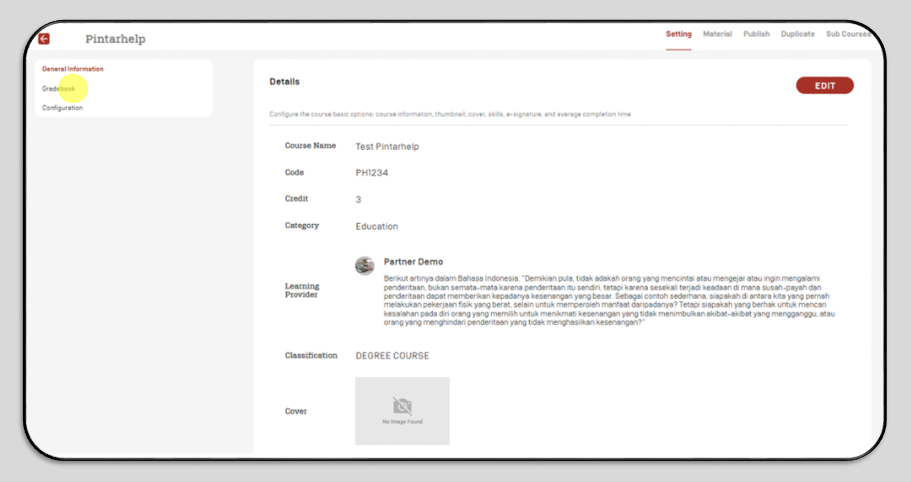 Pintarhelp
Setting Material Publish Duplicate Sub Courses
General Information
Gradebook
Configuration
Details
EDIT
Configure the course basic options: course information, thumbnail, cover, skills, e-signature, and average completion time
Course Name Test Pintarhelp
Code PH1234
Credit 3
Category Education
Learning Provider
Partner Demo
Berikut artinya dalam Bahasa Indonesia. "Demikian pula, tidak adakah orang yang mencintai atau mengejar atau ingin mengalami
penderitaan, bukan semata-mata karena penderitaan itu sendiri, tetapi karena sesekali terjadi keadaan di mana susah-payah dan
penderitaan dapat memberikan kepadanya kesenangan yang besar. Sebagai contoh sederhana, siapakah di antara kita yang pernah
melakukan pekerjaan fisik yang berat, selain untuk memperoleh manfaat daripadanya? Tetapi siapakah yang berhak untuk mencari
kesalahan pada diri orang yang memilih untuk menikmati kesenangan yang tidak menimbulkan akibat-akibat yang mengganggu, atau
orang yang menghindari penderitaan yang tidak menghasilkan kesenangan?"
Classification DEGREE COURSE
Cover
No Image Found